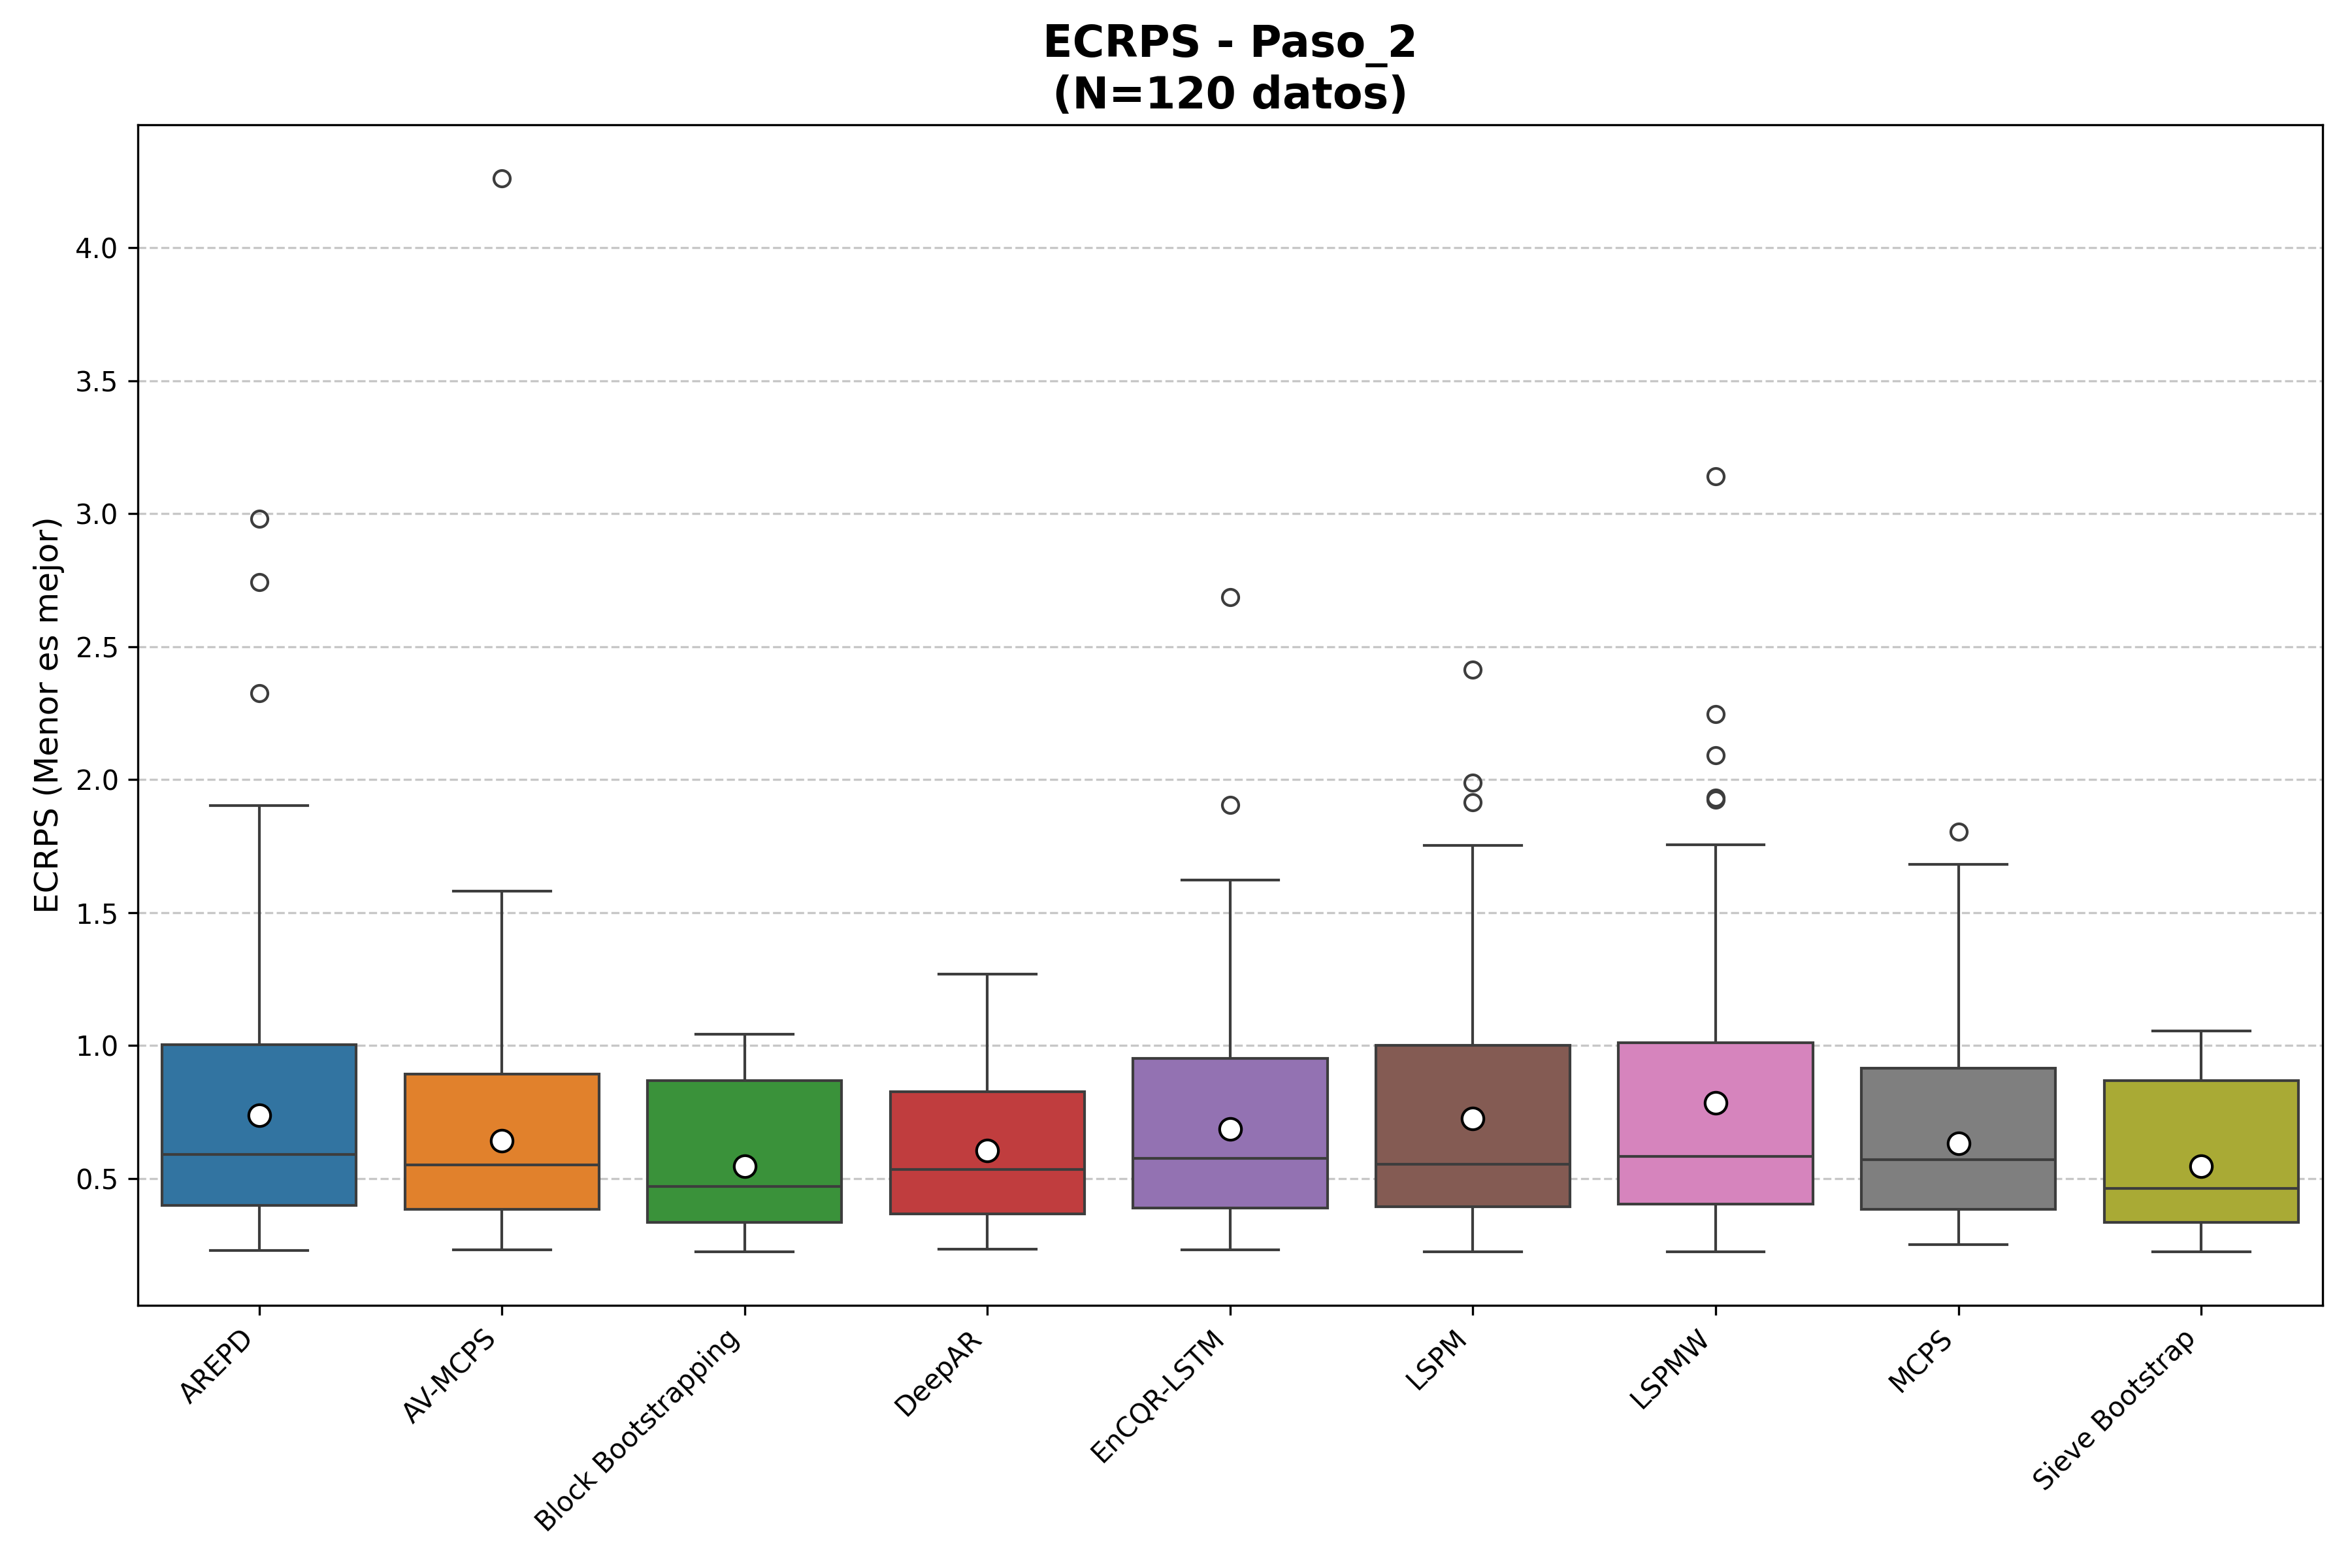 ECRPS - Paso_2
(N=120 datos)
ECRPS (Menor es mejor)
4.0
3.5
3.0
2.5
2.0
1.5
1.0
0.5
AREPD
AV-MCPS
Block Bootstrapping
DeepAR
EnCQR-LSTM
LSPM
LSPMW
MCPS
Sieve Bootstrap